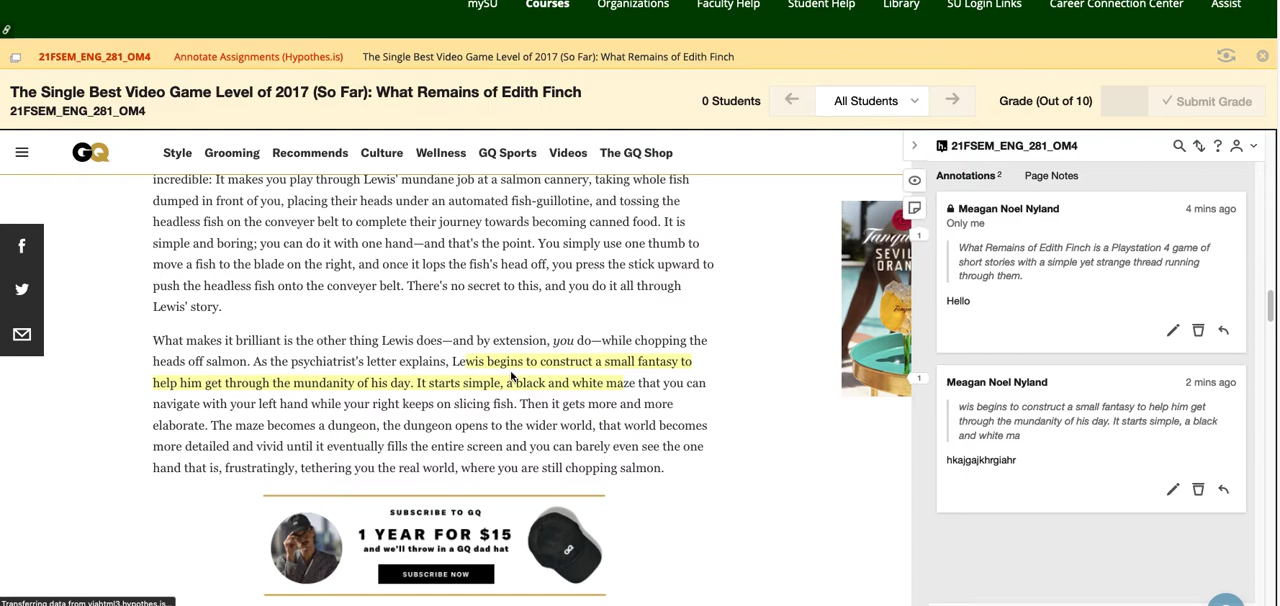 mySU Courses Organizations Faculty Help Student Help Library SU Login Links Career Connection Center Assist
21FSEM_ENG_281_OM4 Annotate Assignments (Hypothes.is) The Single Best Video Game Level of 2017 (So Far): What Remains of Edith Finch
The Single Best Video Game Level of 2017 (So Far): What Remains of Edith Finch
21FSEM_ENG_281_OM4
0 Students
All Students
Grade (Out of 10)
✓ Submit Grade
GQ
Style Grooming Recommends Culture Wellness GQ Sports Videos The GQ Shop
incredible: It makes you play through Lewis' mundane job at a salmon cannery, taking whole fish
dumped in front of you, placing their heads under an automated fish-guillotine, and tossing the
headless fish on the conveyer belt to complete their journey towards becoming canned food. It is
simple and boring; you can do it with one hand—and that's the point. You simply use one thumb to
move a fish to the blade on the right, and once it lops the fish's head off, you press the stick upward to
push the headless fish onto the conveyer belt. There's no secret to this, and you do it all through
Lewis' story.
What makes it brilliant is the other thing Lewis does—and by extension, you do—while chopping the
heads off salmon. As the psychiatrist's letter explains, Lewis begins to construct a small fantasy to
help him get through the mundanity of his day. It starts simple, a black and white maze that you can
navigate with your left hand while your right keeps on slicing fish. Then it gets more and more
elaborate. The maze becomes a dungeon, the dungeon opens to the wider world, that world becomes
more detailed and vivid until it eventually fills the entire screen and you can barely even see the one
hand that is, frustratingly, tethering you the real world, where you are still chopping salmon.
SUBSCRIBE TO GQ
1 YEAR FOR $15
and we'll throw in a GQ dad hat
SUBSCRIBE NOW
GQ
Tanqu
SEVIL
ORAN
21FSEM_ENG_281_OM4
Annotations 2 Page Notes
1
Meagan Noel Nyland 4 mins ago
Only me
What Remains of Edith Finch is a Playstation 4 game of
short stories with a simple yet strange thread running
through them.
Hello
1
Meagan Noel Nyland 2 mins ago
wis begins to construct a small fantasy to help him get
through the mundanity of his day. It starts simple, a black
and white ma
hkajgajkhrgiahr
Transferring data from viahtml3.hypothes.is...